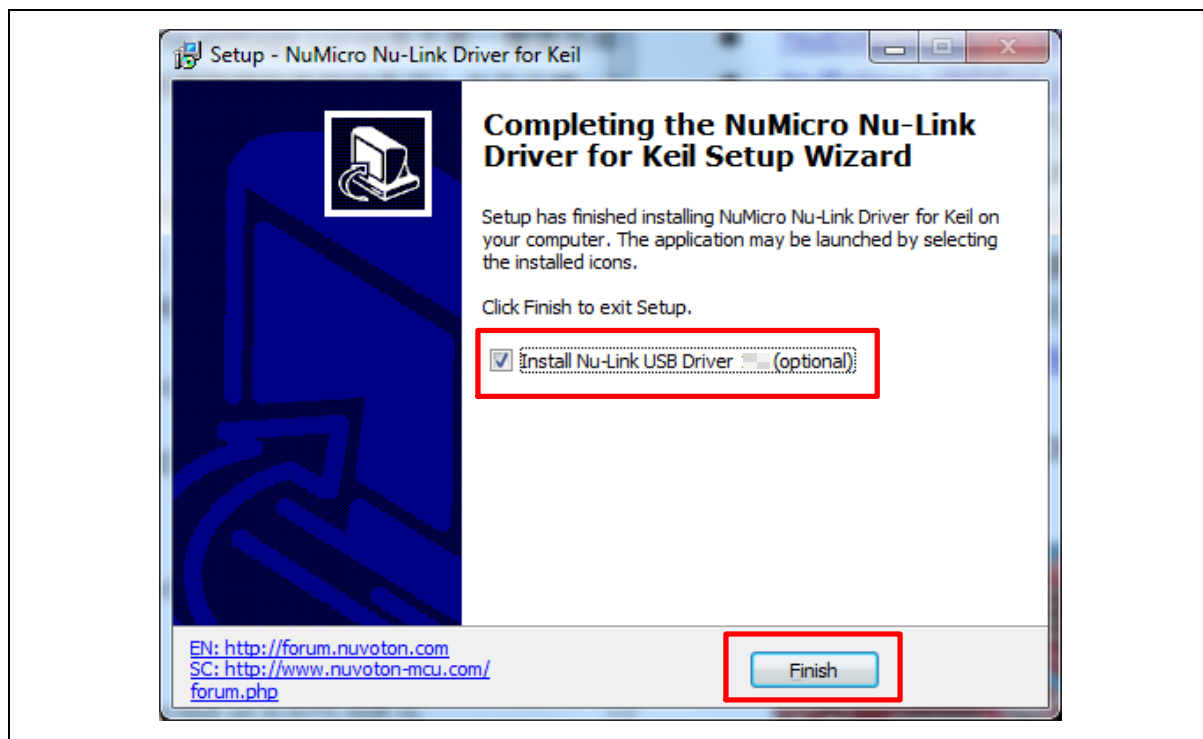 Setup - NuMicro Nu-Link Driver for Keil
Completing the NuMicro Nu-Link
Driver for Keil Setup Wizard
Setup has finished installing NuMicro Nu-Link Driver for Keil on
your computer. The application may be launched by selecting
the installed icons.
Click Finish to exit Setup.
Install Nu-Link USB Driver (optional)
EN: http://forum.nuvoton.com
SC: http://www.nuvoton-mcu.com/
forum.php
Finish